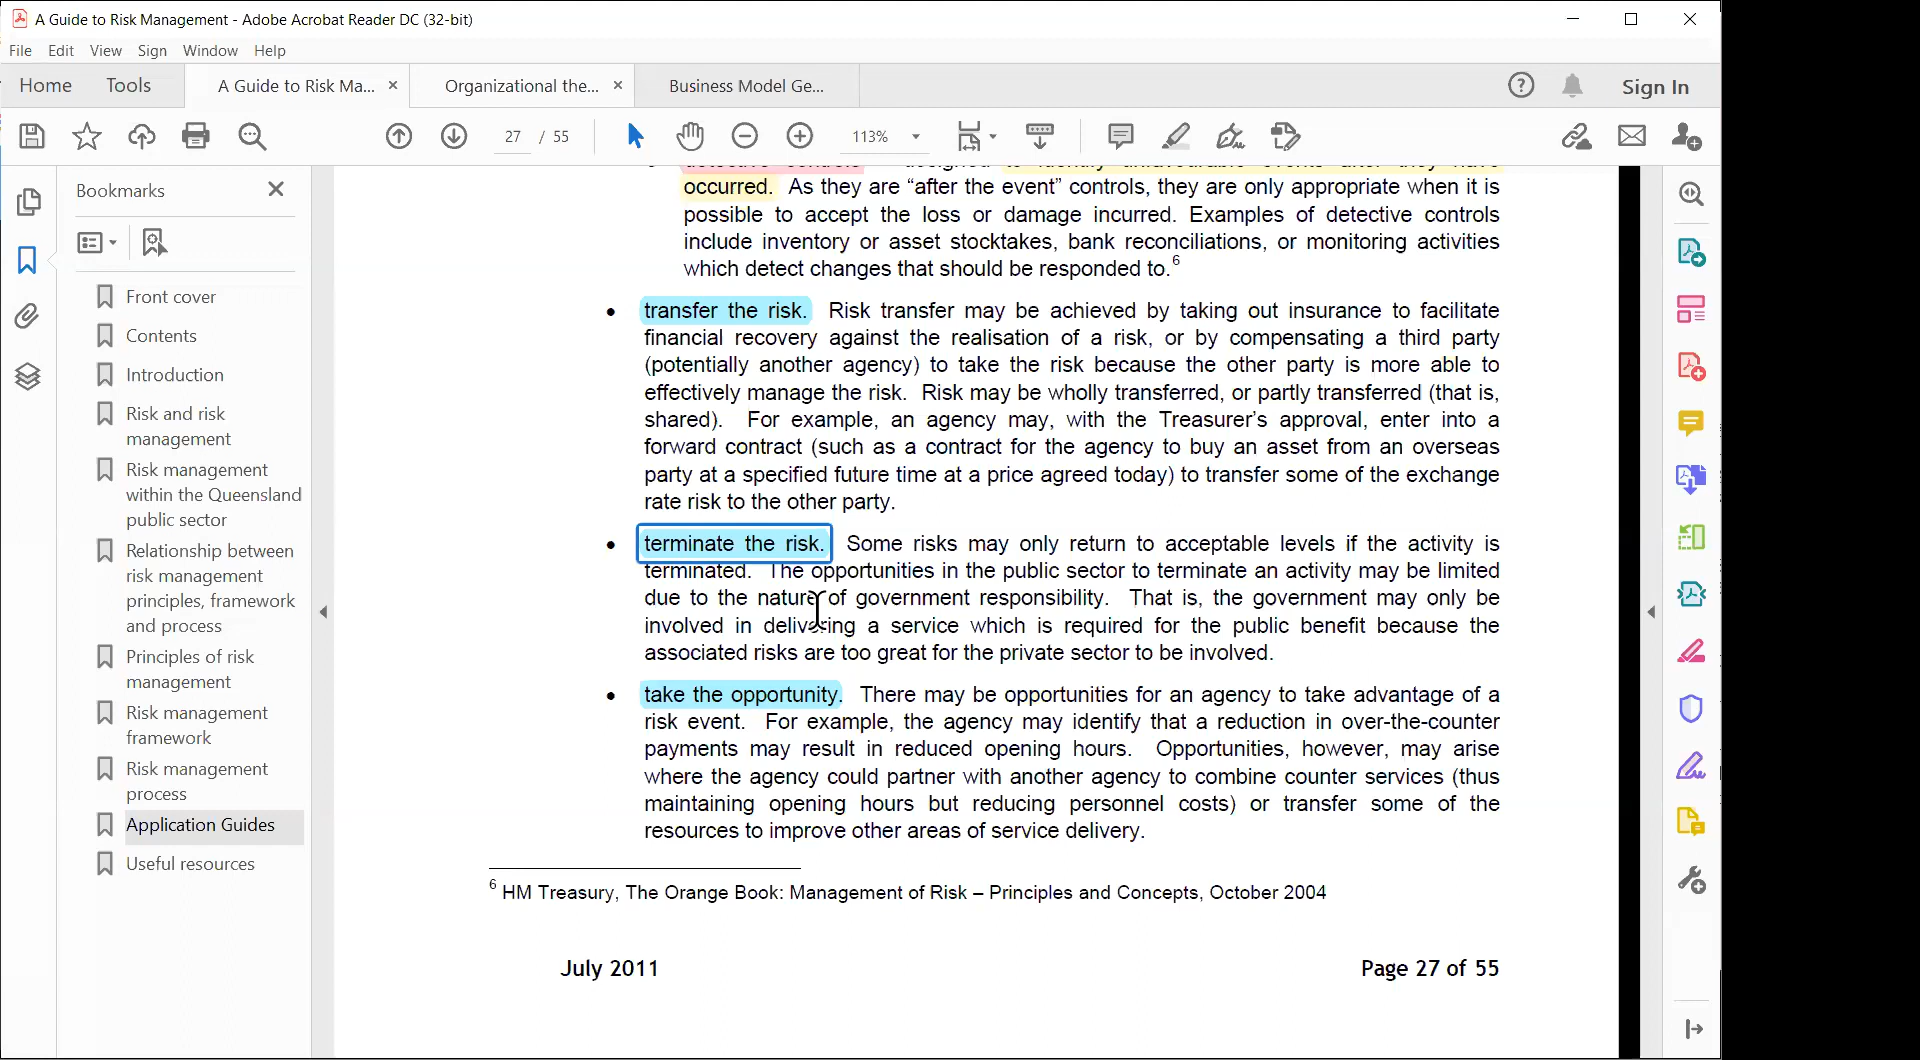 A Guide to Risk Management - Adobe Acrobat Reader DC (32-bit)
File Edit View Sign Window Help
Home Tools A Guide to Risk Ma... × Organizational the... × Business Model Ge... Sign In
27 / 55 113%
Bookmarks
Front cover
Contents
Introduction
Risk and risk
management
Risk management
within the Queensland
public sector
Relationship between
risk management
principles, framework
and process
Principles of risk
management
Risk management
framework
Risk management
process
Application Guides
Useful resources
detective controls designed to identify unfavourable events after they have
occurred. As they are “after the event” controls, they are only appropriate when it is
possible to accept the loss or damage incurred. Examples of detective controls
include inventory or asset stocktakes, bank reconciliations, or monitoring activities
which detect changes that should be responded to.6
• transfer the risk. Risk transfer may be achieved by taking out insurance to facilitate
financial recovery against the realisation of a risk, or by compensating a third party
(potentially another agency) to take the risk because the other party is more able to
effectively manage the risk. Risk may be wholly transferred, or partly transferred (that is,
shared). For example, an agency may, with the Treasurer’s approval, enter into a
forward contract (such as a contract for the agency to buy an asset from an overseas
party at a specified future time at a price agreed today) to transfer some of the exchange
rate risk to the other party.
• terminate the risk. Some risks may only return to acceptable levels if the activity is
terminated. The opportunities in the public sector to terminate an activity may be limited
due to the nature of government responsibility. That is, the government may only be
involved in delivering a service which is required for the public benefit because the
associated risks are too great for the private sector to be involved.
• take the opportunity. There may be opportunities for an agency to take advantage of a
risk event. For example, the agency may identify that a reduction in over-the-counter
payments may result in reduced opening hours. Opportunities, however, may arise
where the agency could partner with another agency to combine counter services (thus
maintaining opening hours but reducing personnel costs) or transfer some of the
resources to improve other areas of service delivery.
6 HM Treasury, The Orange Book: Management of Risk – Principles and Concepts, October 2004
July 2011 Page 27 of 55